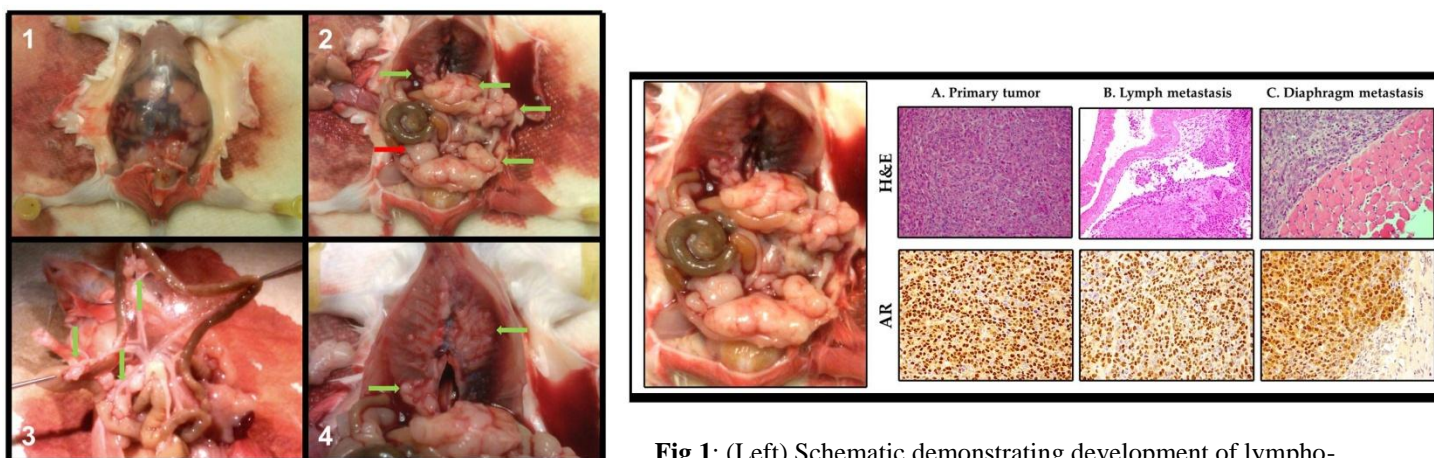 1
2
3
4
A. Primary tumor
B. Lymph metastasis
C. Diaphragm metastasis
H&E
AR
Fig 1: (Left) Schematic demonstrating development of lympho-